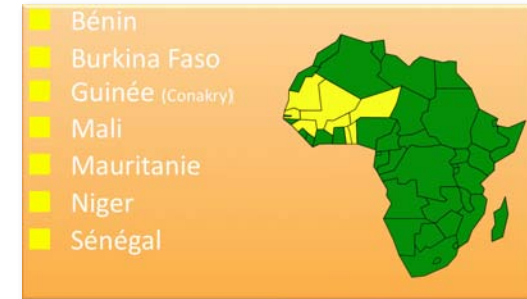 Bénin
Burkina Faso
Guinée (Conakry)
Mali
Mauritanie
Niger
Sénégal